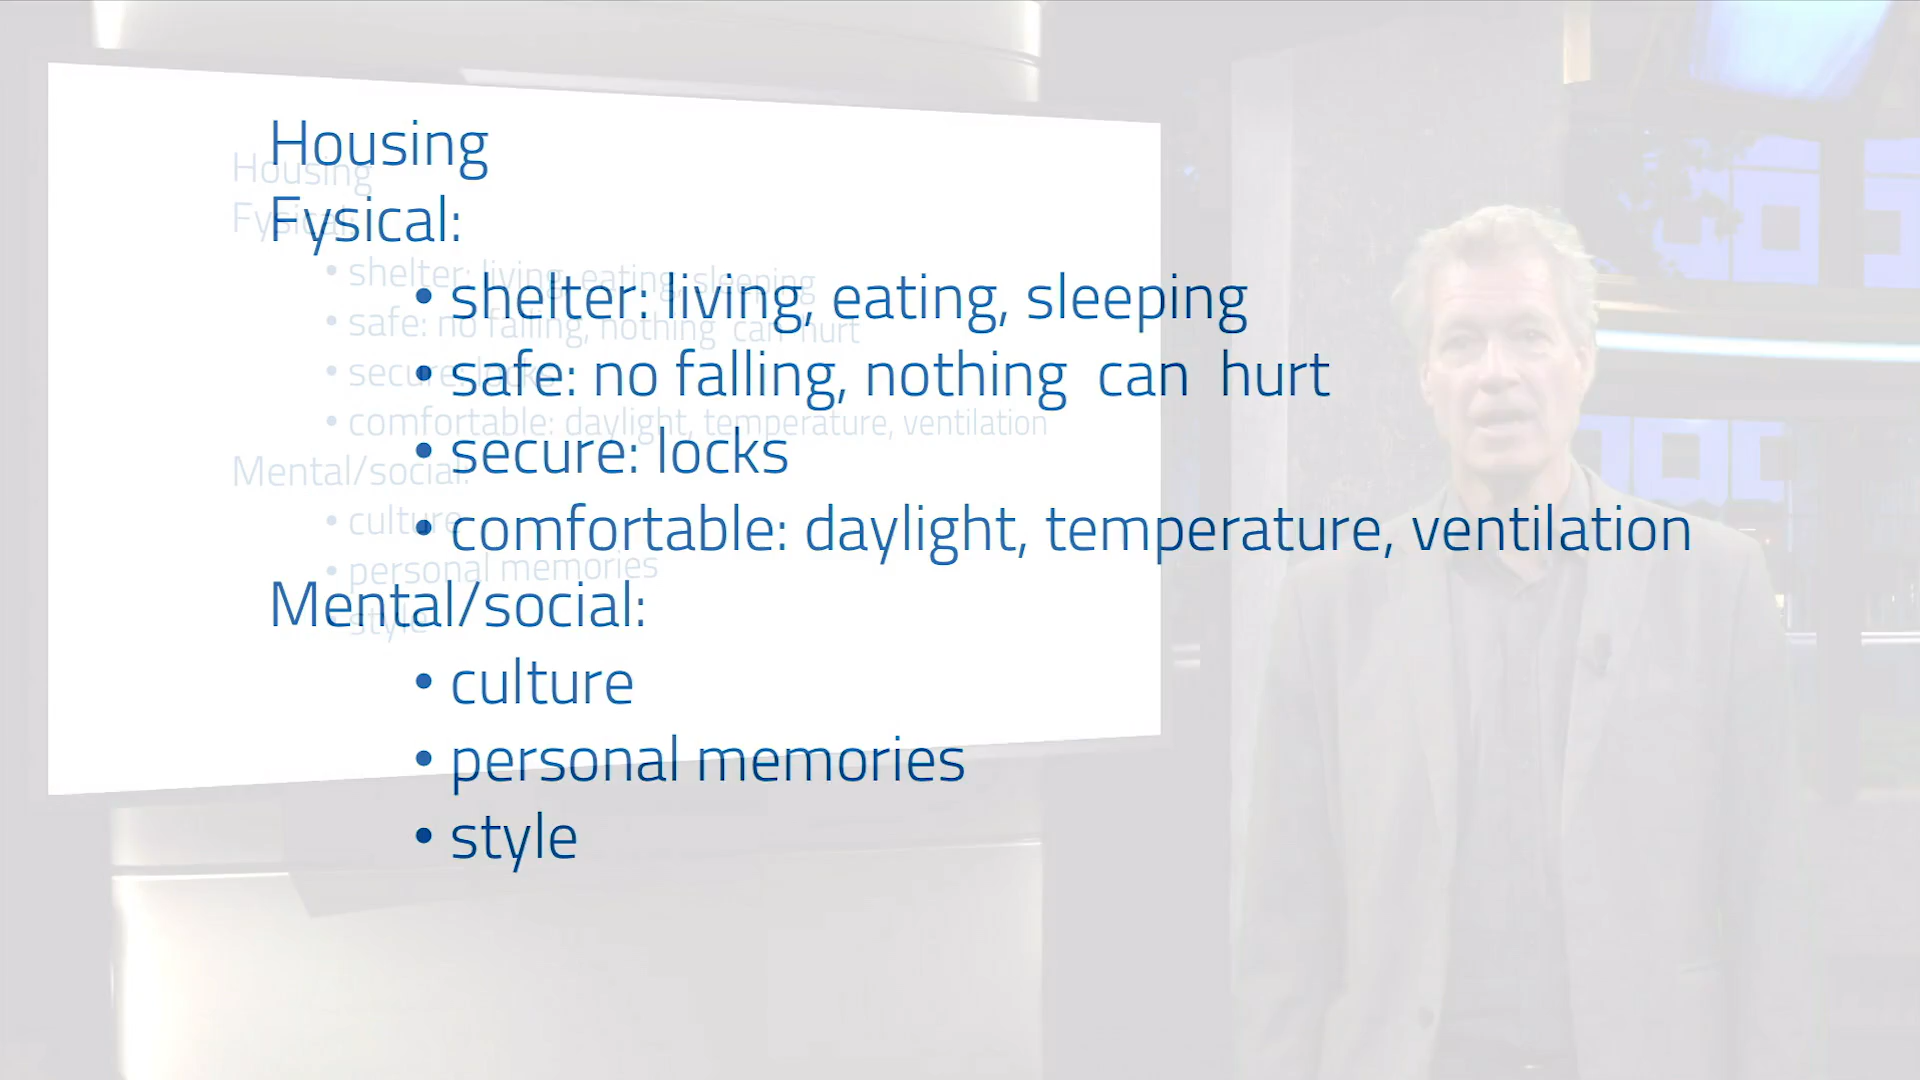 Housing
Fysical:
• shelter: living, eating, sleeping
• safe: no falling, nothing can hurt
• secure: locks
• comfortable: daylight, temperature, ventilation
Mental/social:
• culture
• personal memories
• style